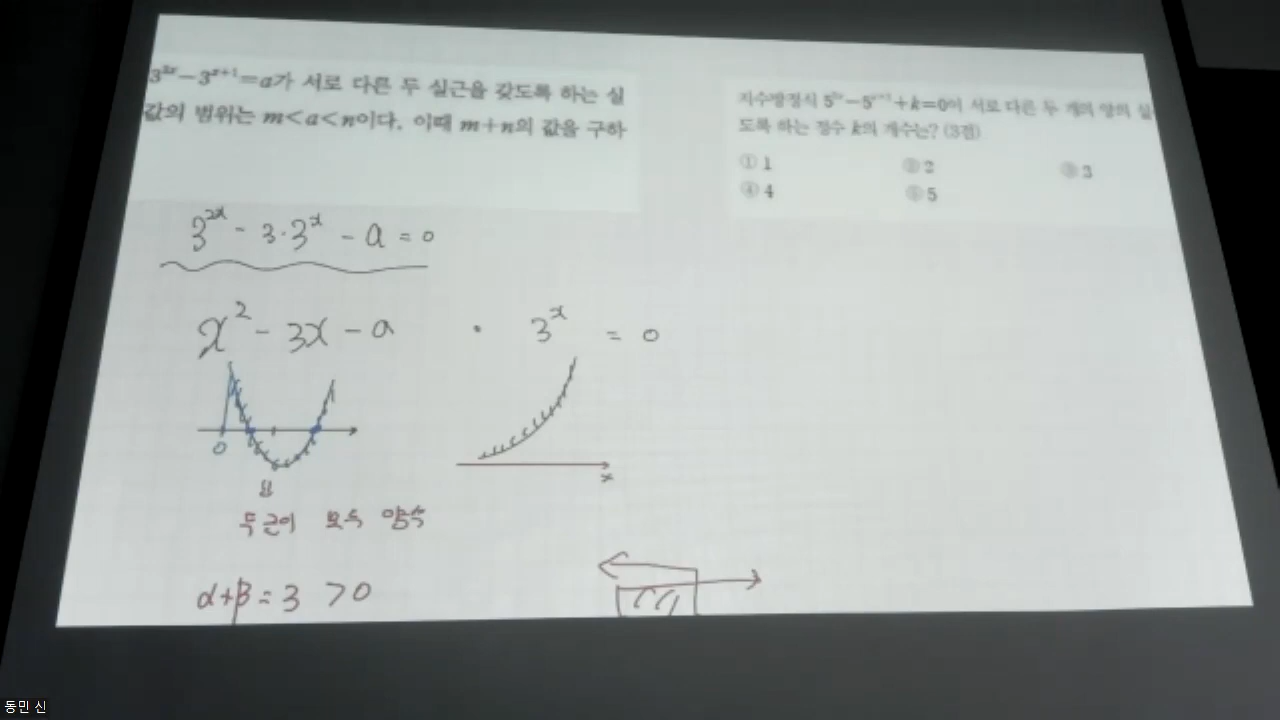 3^{2x}-3^{x+1}=a가 서로 다른 두 실근을 갖도록 하는 실
값의 범위는 m<a<n이다. 이때 m+n의 값을 구하
지수방정식 5^{2x}-5^{x+1}+k=0이 서로 다른 두 개의 양의 실
도록 하는 정수 k의 개수는? (3점)
① 1 ② 2 ③ 3
④ 4 ⑤ 5
3^{2x} - 3·3^x - a = 0
x^2 - 3x - a · 3^x = 0
0
x
두근이 모두 양수
α+β = 3 > 0
동민 신